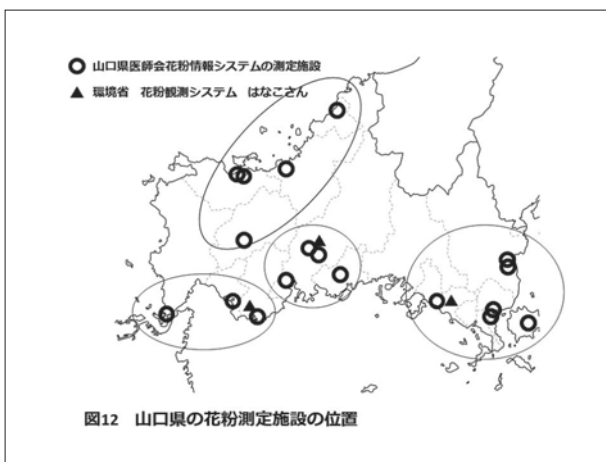 山口県医師会花粉情報システムの測定施設
環境省　花粉観測システム　はなこさん
図12　山口県の花粉測定施設の位置